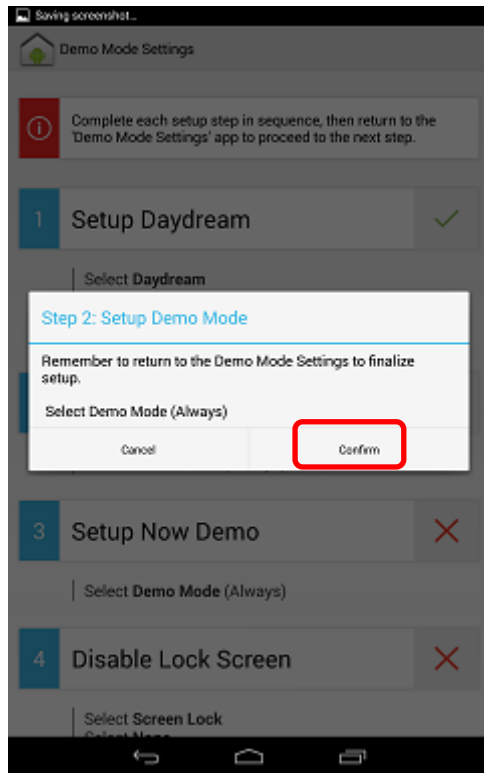 Saving screenshot...
Demo Mode Settings
Complete each setup step in sequence, then return to the
'Demo Mode Settings' app to proceed to the next step.
1 Setup Daydream
Select Daydream
Step 2: Setup Demo Mode
Remember to return to the Demo Mode Settings to finalize
setup.
Select Demo Mode (Always)
Cancel Confirm
3 Setup Now Demo
Select Demo Mode (Always)
4 Disable Lock Screen
Select Screen Lock
Select None